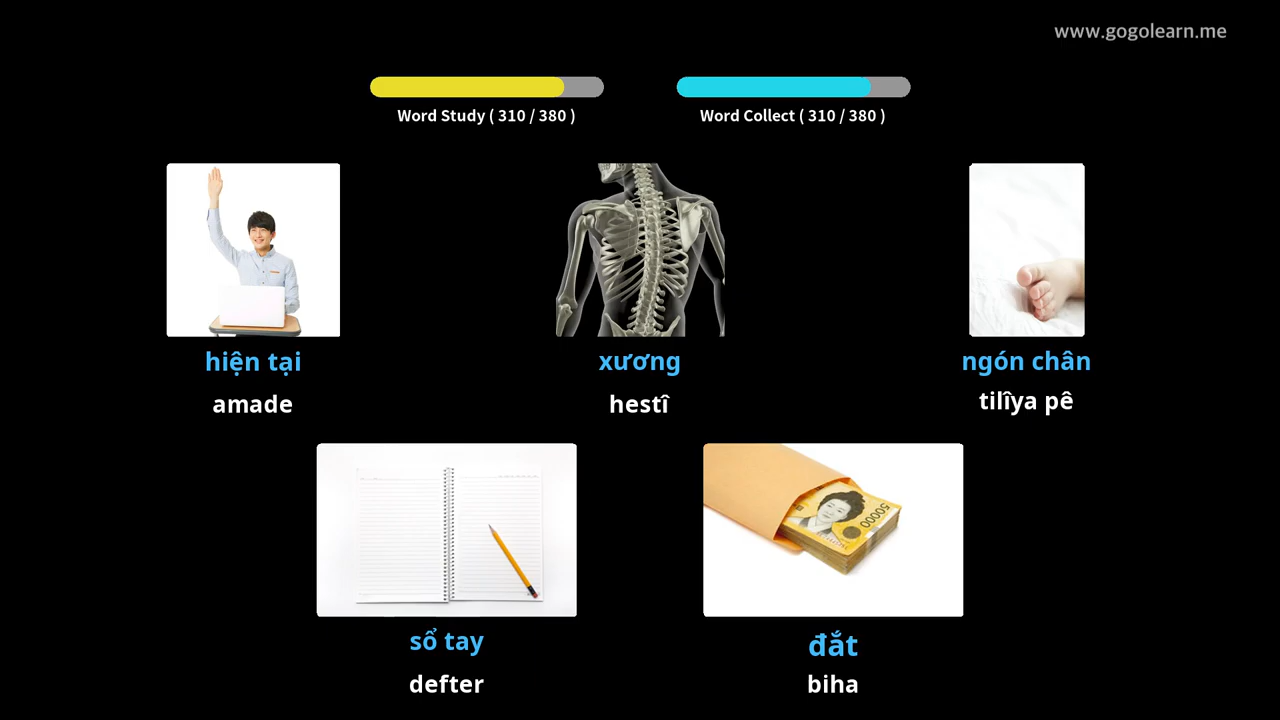 www.gogolearn.me
Word Study ( 310 / 380 )
Word Collect ( 310 / 380 )
hiện tại
amade
xương
hestî
ngón chân
tilîya pê
50000
sổ tay
defter
đắt
biha